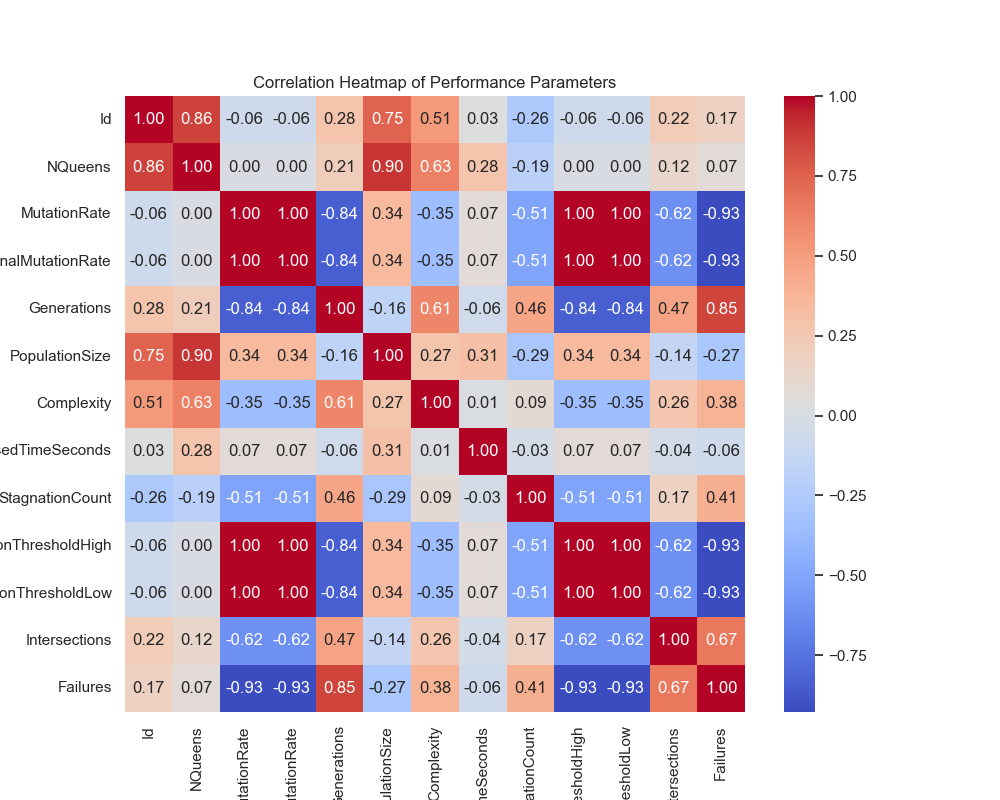 Correlation Heatmap of Performance Parameters
Id 1.00 0.86 -0.06 -0.06 0.28 0.75 0.51 0.03 -0.26 -0.06 -0.06 0.22 0.17
NQueens 0.86 1.00 0.00 0.00 0.21 0.90 0.63 0.28 -0.19 0.00 0.00 0.12 0.07
MutationRate -0.06 0.00 1.00 1.00 -0.84 0.34 -0.35 0.07 -0.51 1.00 1.00 -0.62 -0.93
nalMutationRate -0.06 0.00 1.00 1.00 -0.84 0.34 -0.35 0.07 -0.51 1.00 1.00 -0.62 -0.93
Generations 0.28 0.21 -0.84 -0.84 1.00 -0.16 0.61 -0.06 0.46 -0.84 -0.84 0.47 0.85
PopulationSize 0.75 0.90 0.34 0.34 -0.16 1.00 0.27 0.31 -0.29 0.34 0.34 -0.14 -0.27
Complexity 0.51 0.63 -0.35 -0.35 0.61 0.27 1.00 0.01 0.09 -0.35 -0.35 0.26 0.38
sedTimeSeconds 0.03 0.28 0.07 0.07 -0.06 0.31 0.01 1.00 -0.03 0.07 0.07 -0.04 -0.06
StagnationCount -0.26 -0.19 -0.51 -0.51 0.46 -0.29 0.09 -0.03 1.00 -0.51 -0.51 0.17 0.41
onThresholdHigh -0.06 0.00 1.00 1.00 -0.84 0.34 -0.35 0.07 -0.51 1.00 1.00 -0.62 -0.93
onThresholdLow -0.06 0.00 1.00 1.00 -0.84 0.34 -0.35 0.07 -0.51 1.00 1.00 -0.62 -0.93
Intersections 0.22 0.12 -0.62 -0.62 0.47 -0.14 0.26 -0.04 0.17 -0.62 -0.62 1.00 0.67
Failures 0.17 0.07 -0.93 -0.93 0.85 -0.27 0.38 -0.06 0.41 -0.93 -0.93 0.67 1.00
Id
NQueens
utationRate
utationRate
Generations
ulationSize
Complexity
neSeconds
ationCount
esholdHigh
esholdLow
tersections
Failures
1.00
0.75
0.50
0.25
0.00
−0.25
−0.50
−0.75